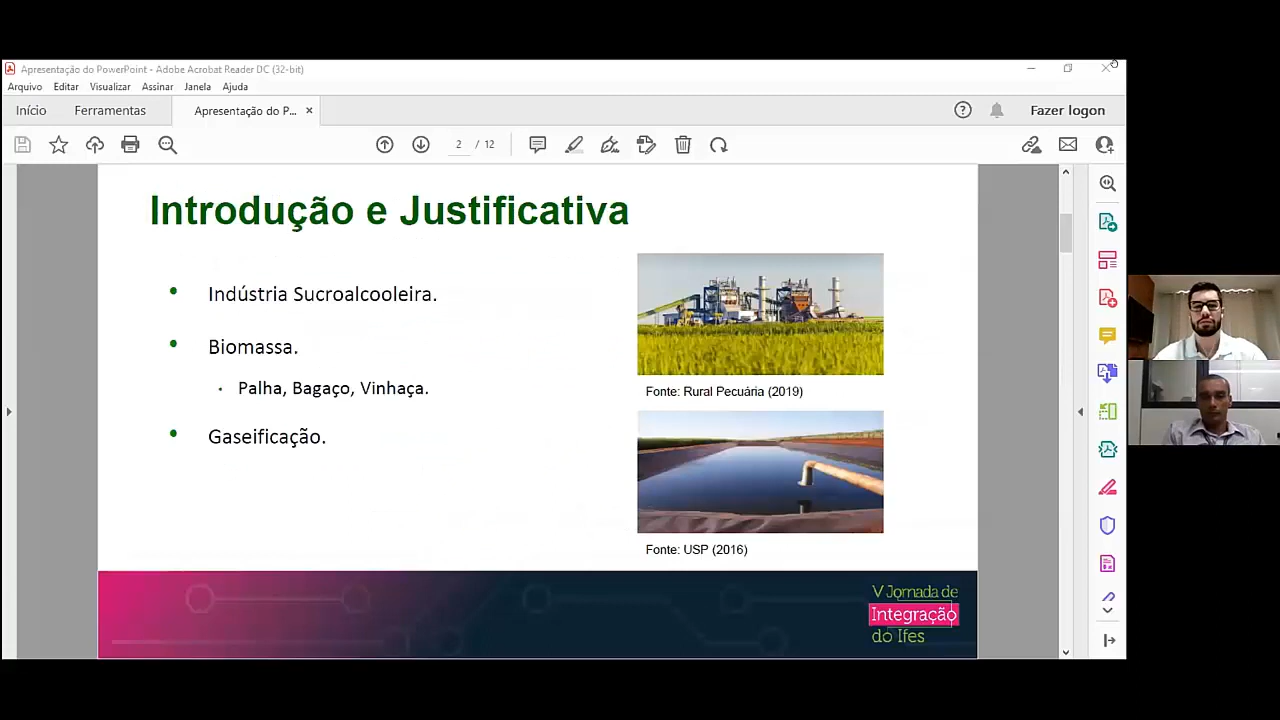 Apresentação do PowerPoint - Adobe Acrobat Reader DC (32-bit)
Arquivo Editar Visualizar Assinar Janela Ajuda
Início Ferramentas Apresentação do P... Fazer logon
2 / 12
Introdução e Justificativa
• Indústria Sucroalcooleira.
• Biomassa.
• Palha, Bagaço, Vinhaça.
• Gaseificação.
Fonte: Rural Pecuária (2019)
Fonte: USP (2016)
V Jornada de
Integração
do Ifes